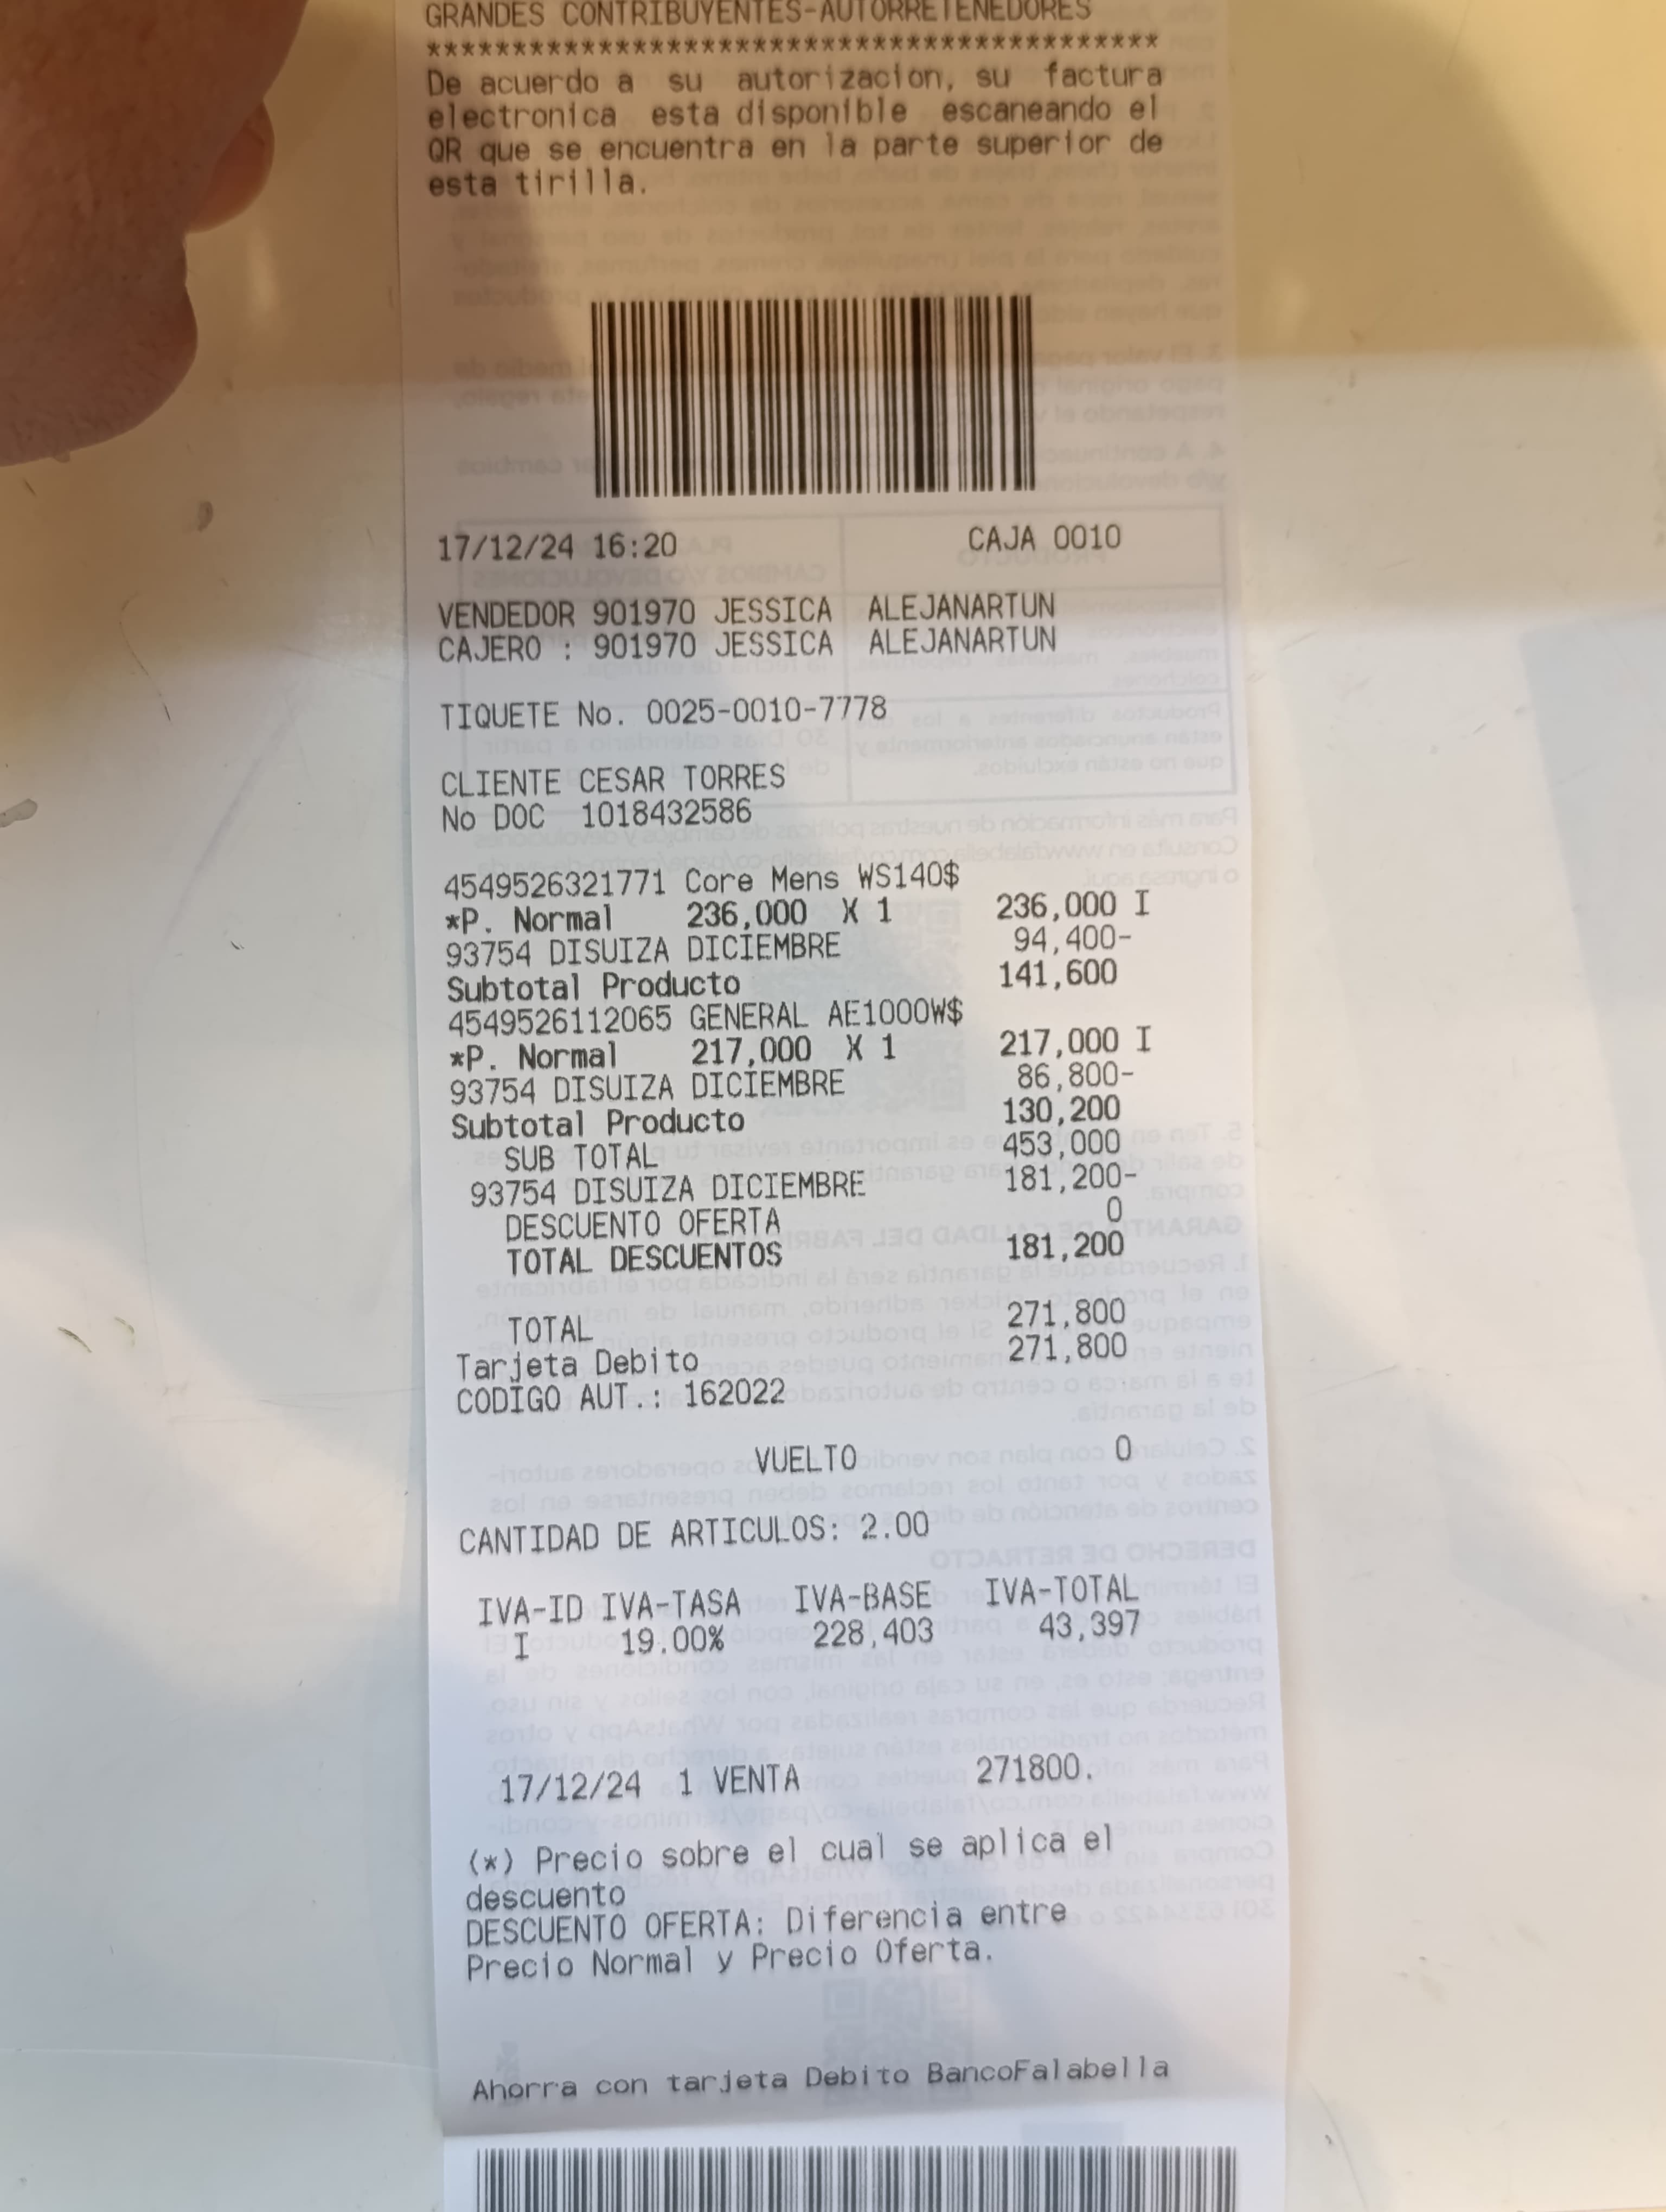 GRANDES CONTRIBUYENTES-AUTORRETENEDORES
*******************************************
De acuerdo a su autorizacion, su factura
electronica esta disponible escaneando el
QR que se encuentra en la parte superior de
esta tirilla.
17/12/24 16:20 CAJA 0010
VENDEDOR 901970 JESSICA ALEJANARTUN
CAJERO : 901970 JESSICA ALEJANARTUN
TIQUETE No. 0025-0010-7778
CLIENTE CESAR TORRES
No DOC 1018432586
4549526321771 Core Mens WS140$
*P. Normal 236,000 X 1 236,000 I
93754 DISUIZA DICIEMBRE 94,400-
Subtotal Producto 141,600
4549526112065 GENERAL AE1000W$
*P. Normal 217,000 X 1 217,000 I
93754 DISUIZA DICIEMBRE 86,800-
Subtotal Producto 130,200
SUB TOTAL 453,000
93754 DISUIZA DICIEMBRE 181,200-
DESCUENTO OFERTA 0
TOTAL DESCUENTOS 181,200
TOTAL 271,800
Tarjeta Debito 271,800
CODIGO AUT.: 162022
VUELTO 0
CANTIDAD DE ARTICULOS: 2.00
IVA-ID IVA-TASA IVA-BASE IVA-TOTAL
I 19.00% 228,403 43,397
17/12/24 1 VENTA 271800.
(*) Precio sobre el cual se aplica el
descuento
DESCUENTO OFERTA: Diferencia entre
Precio Normal y Precio Oferta.
Ahorra con tarjeta Debito BancoFalabella